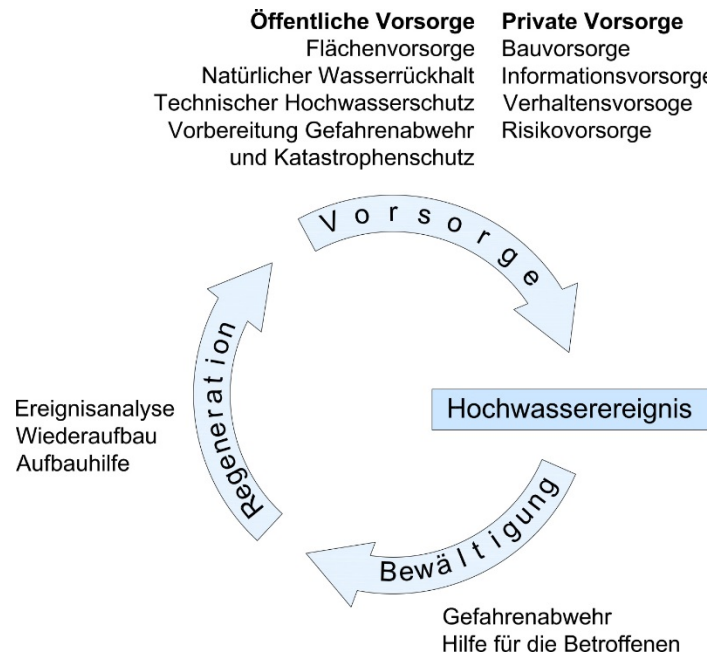 Öffentliche Vorsorge
Flächenvorsorge
Natürlicher Wasserrückhalt
Technischer Hochwasserschutz
Vorbereitung Gefahrenabwehr
und Katastrophenschutz
Private Vorsorge
Bauvorsorge
Informationsvorsorge
Verhaltensvorsoge
Risikovorsorge
Vorsorge
Hochwasserereignis
Bewältigung
Gefahrenabwehr
Hilfe für die Betroffenen
Regeneration
Ereignisanalyse
Wiederaufbau
Aufbauhilfe